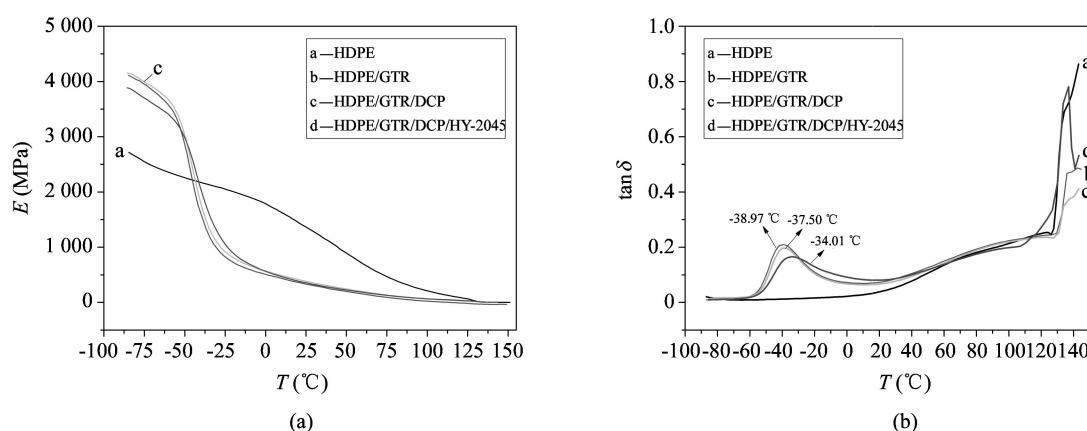 5 000
4 000
3 000
2 000
1 000
0
E (MPa)
-100 -75 -50 -25 0 25 50 75 100 125 150
T (℃)
a
c
a —HDPE
b —HDPE/GTR
c —HDPE/GTR/DCP
d —HDPE/GTR/DCP/HY-2045
(a)
1.0
0.8
0.6
0.4
0.2
0
tan δ
-100 -80 -60 -40 -20 0 20 40 60 80 100 120 140
T (℃)
a —HDPE
b —HDPE/GTR
c —HDPE/GTR/DCP
d —HDPE/GTR/DCP/HY-2045
-38.97 ℃
-37.50 ℃
-34.01 ℃
a
d
b
c
(b)